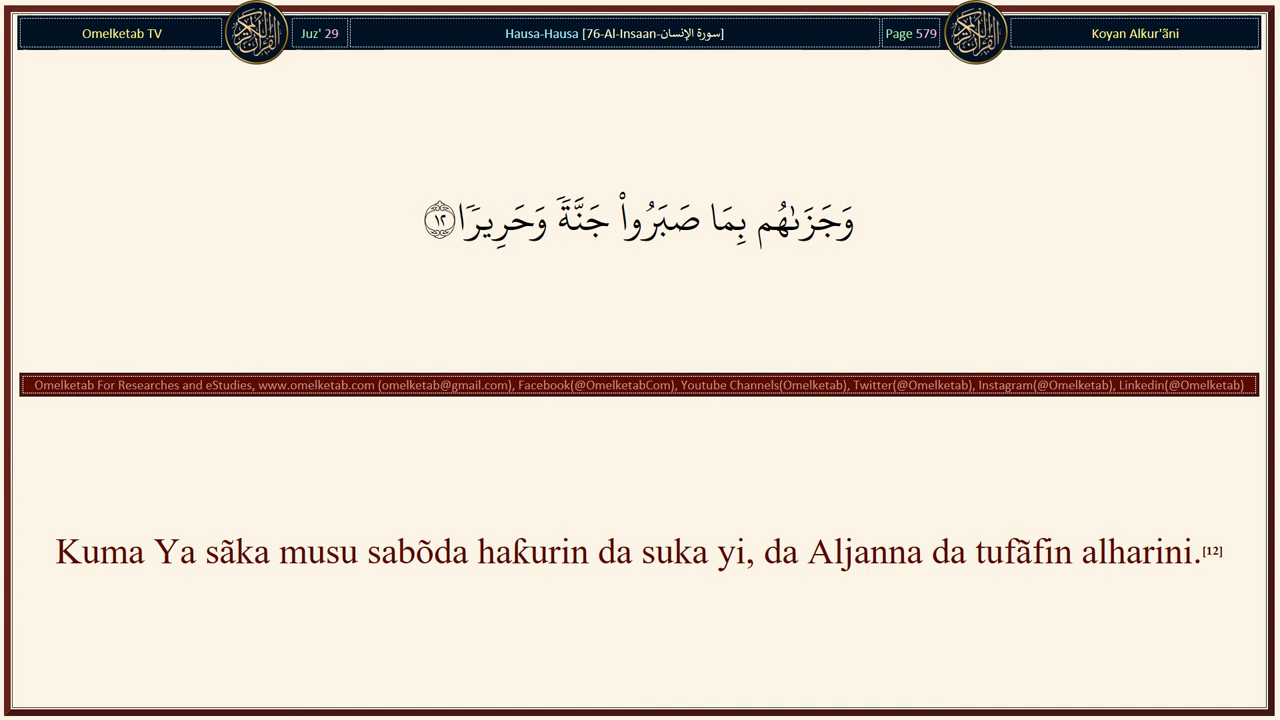 Omelketab TV
Juz' 29
Hausa-Hausa [76-Al-Insaan-سورة الإنسان]
Page 579
Koyan Alƙur'ãni
وَجَزَىٰهُم بِمَا صَبَرُوا۟ جَنَّةً وَحَرِيرًا ١٢
Omelketab For Researches and eStudies, www.omelketab.com (omelketab@gmail.com), Facebook(@OmelketabCom), Youtube Channels(Omelketab), Twitter(@Omelketab), Instagram(@Omelketab), Linkedin(@Omelketab)
Kuma Ya sãka musu sabõda haƙurin da suka yi, da Aljanna da tufãfin alharini.[12]